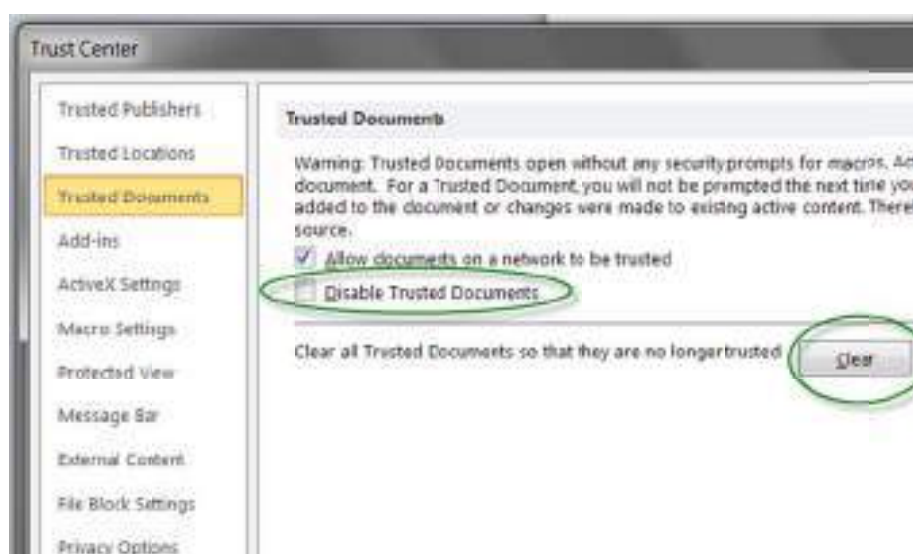 Trust Center
Trusted Publishers
Trusted Locations
Trusted Documents
Add-ins
ActiveX Settings
Macro Settings
Protected View
Message Bar
External Content
File Block Settings
Privacy Options
Trusted Documents
Warning: Trusted Documents open without any security prompts for macros, Ac
document. For a Trusted Document, you will not be prompted the next time you
added to the document or changes were made to existing active content. There
source.
Allow documents on a network to be trusted
Disable Trusted Documents
Clear all Trusted Documents so that they are no longer trusted
Clear